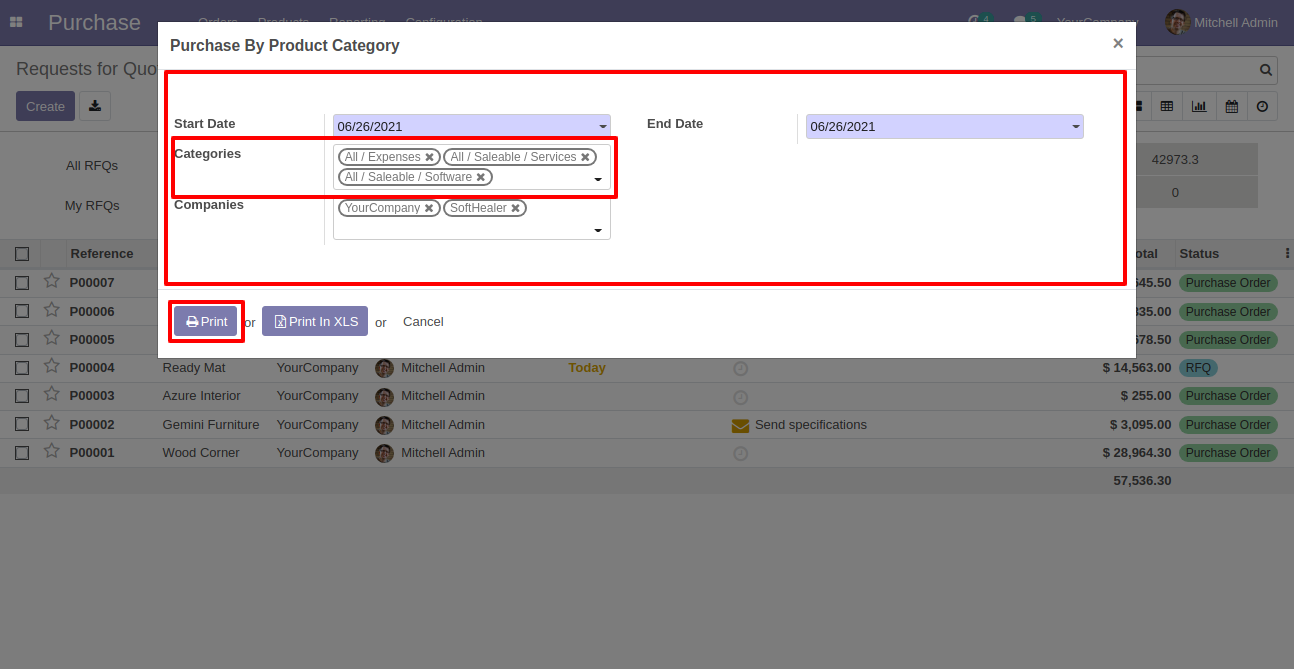 Purchase Orders Products Reporting Configuration 4 5 YourCompany Mitchell Admin
Purchase By Product Category ×
Requests for Quo
Create
Start Date 06/26/2021 End Date 06/26/2021
Categories All / Expenses All / Saleable / Services
All / Saleable / Software
Companies YourCompany SoftHealer
All RFQs 42973.3
My RFQs 0
Reference otal Status
P00007 645.50 Purchase Order
P00006 335.00 Purchase Order
P00005 578.50 Purchase Order
Print or Print In XLS or Cancel
P00004 Ready Mat YourCompany Mitchell Admin Today $ 14,563.00 RFQ
P00003 Azure Interior YourCompany Mitchell Admin $ 255.00 Purchase Order
P00002 Gemini Furniture YourCompany Mitchell Admin Send specifications $ 3,095.00 Purchase Order
P00001 Wood Corner YourCompany Mitchell Admin $ 28,964.30 Purchase Order
57,536.30